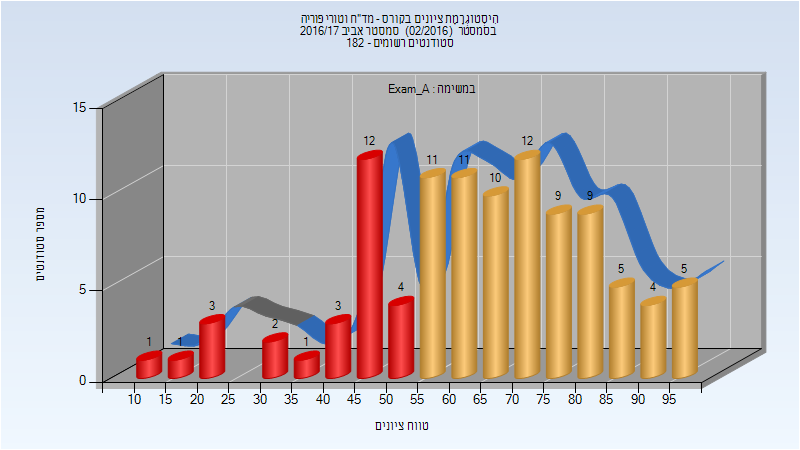 היסטוגרמת ציונים בקורס - מד"ח וטורי פוריה
בסמסטר (02/2016) סמסטר אביב 2016/17
סטודנטים רשומים - 182
במשימה : Exam_A
מספר סטודנטים
15
10
5
0
1 1 3 2 1 3 12 4 11 11 10 12 9 9 5 4 5
10 15 20 25 30 35 40 45 50 55 60 65 70 75 80 85 90 95
טווח ציונים